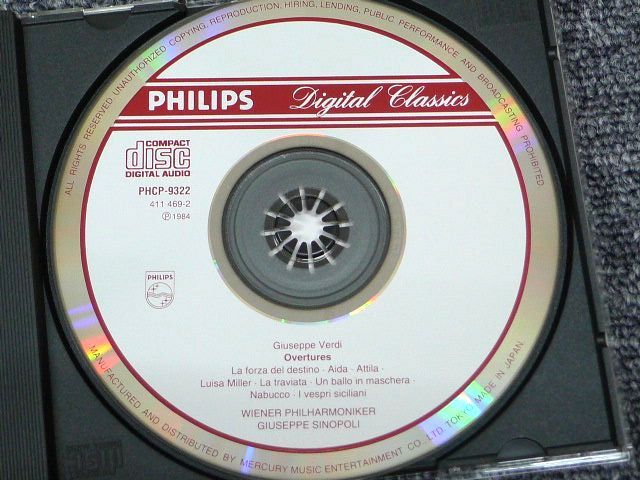 ALL RIGHTS RESERVED. UNAUTHORIZED COPYING, REPRODUCTION, HIRING, LENDING, PUBLIC PERFORMANCE AND BROADCASTING PROHIBITED.
PHILIPS Digital Classics
COMPACT
disc
DIGITAL AUDIO
PHCP-9322
411 469-2
Ⓟ 1984
PHILIPS
Giuseppe Verdi
Overtures
La forza del destino · Aida · Attila ·
Luisa Miller · La traviata · Un ballo in maschera ·
Nabucco · I vespri siciliani
WIENER PHILHARMONIKER
GIUSEPPE SINOPOLI
MANUFACTURED AND DISTRIBUTED BY MERCURY MUSIC ENTERTAINMENT CO., LTD. TOKYO MADE IN JAPAN
disc